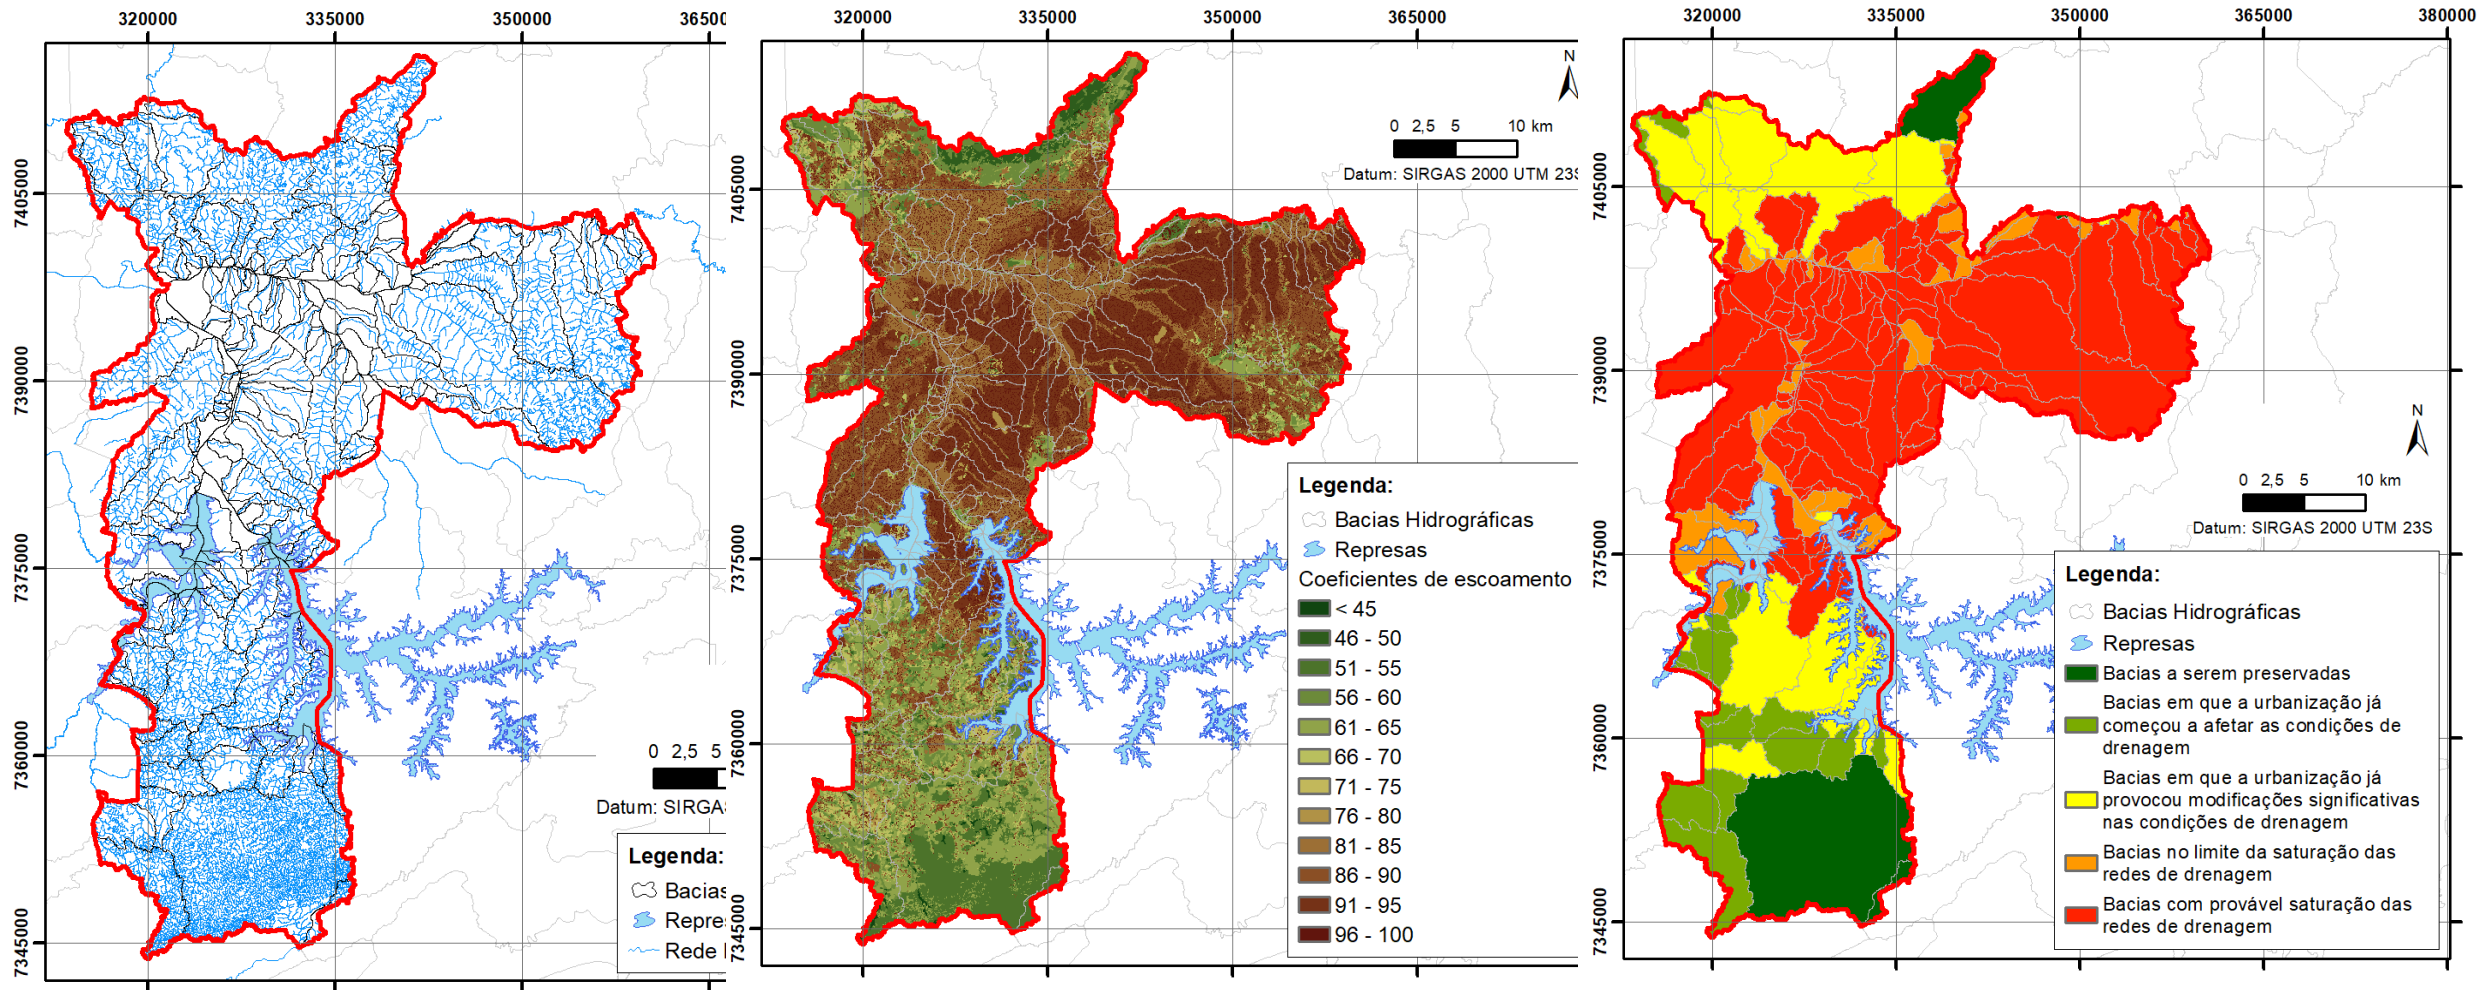 320000 335000 350000 36500
7405000
7390000
7375000
7360000
7345000
0 2,5 5
Datum: SIRGAS
Legenda:
Bacias
Repres
Rede
320000 335000 350000 365000
7405000
7390000
7375000
7360000
7345000
N
0 2,5 5 10 km
Datum: SIRGAS 2000 UTM 23S
Legenda:
Bacias Hidrográficas
Represas
Coeficientes de escoamento
< 45
46 - 50
51 - 55
56 - 60
61 - 65
66 - 70
71 - 75
76 - 80
81 - 85
86 - 90
91 - 95
96 - 100
320000 335000 350000 365000 380000
7405000
7390000
7375000
7360000
7345000
N
0 2,5 5 10 km
Datum: SIRGAS 2000 UTM 23S
Legenda:
Bacias Hidrográficas
Represas
Bacias a serem preservadas
Bacias em que a urbanização já
começou a afetar as condições de
drenagem
Bacias em que a urbanização já
provocou modificações significativas
nas condições de drenagem
Bacias no limite da saturação das
redes de drenagem
Bacias com provável saturação das
redes de drenagem